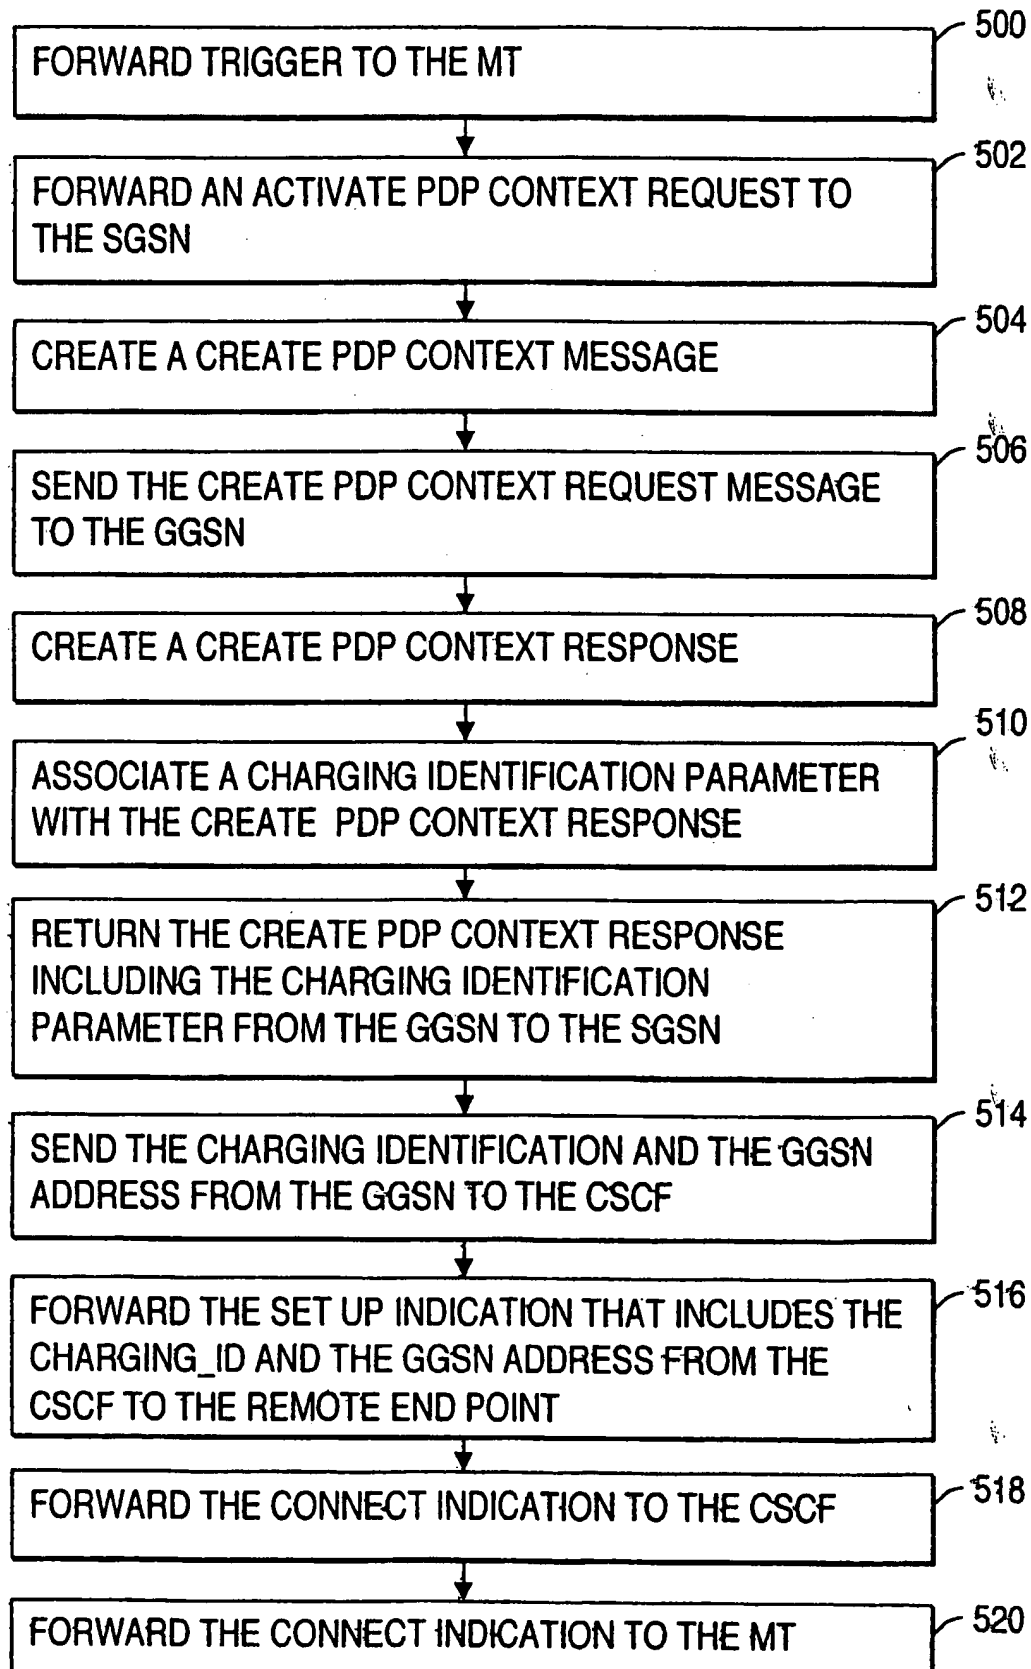 500
FORWARD TRIGGER TO THE MT
502
FORWARD AN ACTIVATE PDP CONTEXT REQUEST TO
THE SGSN
504
CREATE A CREATE PDP CONTEXT MESSAGE
506
SEND THE CREATE PDP CONTEXT REQUEST MESSAGE
TO THE GGSN
508
CREATE A CREATE PDP CONTEXT RESPONSE
510
ASSOCIATE A CHARGING IDENTIFICATION PARAMETER
WITH THE CREATE PDP CONTEXT RESPONSE
512
RETURN THE CREATE PDP CONTEXT RESPONSE
INCLUDING THE CHARGING IDENTIFICATION
PARAMETER FROM THE GGSN TO THE SGSN
514
SEND THE CHARGING IDENTIFICATION AND THE GGSN
ADDRESS FROM THE GGSN TO THE CSCF
516
FORWARD THE SET UP INDICATION THAT INCLUDES THE
CHARGING_ID AND THE GGSN ADDRESS FROM THE
CSCF TO THE REMOTE END POINT
518
FORWARD THE CONNECT INDICATION TO THE CSCF
520
FORWARD THE CONNECT INDICATION TO THE MT